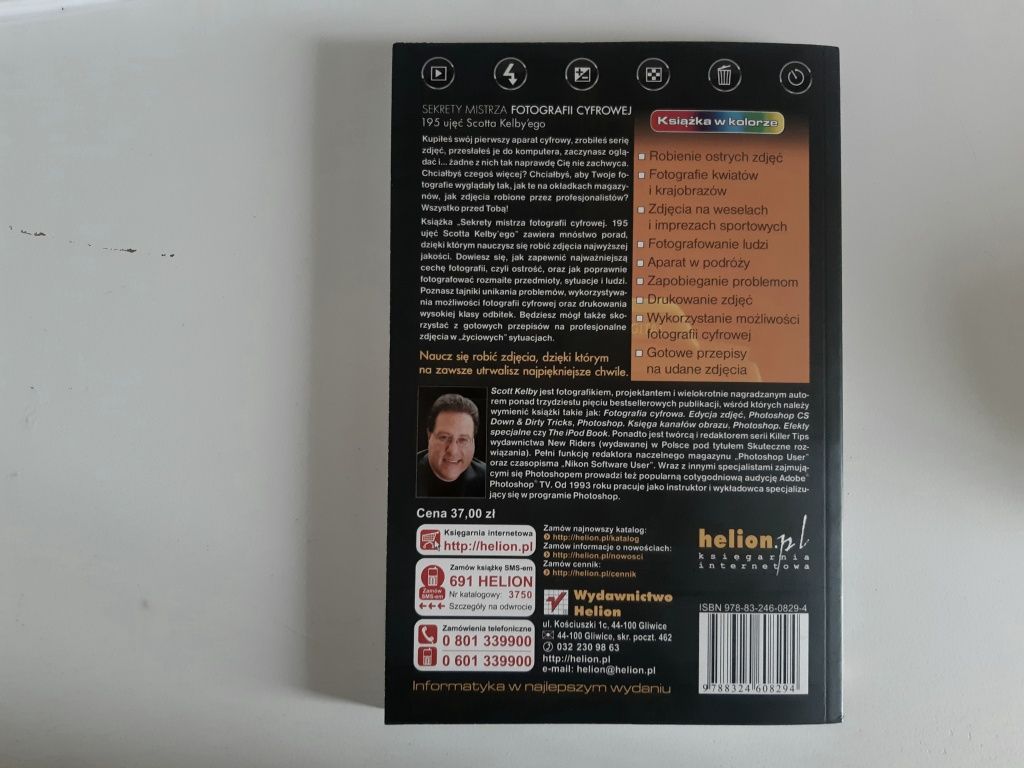 SEKRETY MISTRZA FOTOGRAFII CYFROWEJ
195 ujęć Scotta Kelby'ego
Kupiłeś swój pierwszy aparat cyfrowy, zrobiłeś serię
zdjęć, przesłałeś je do komputera, zaczynasz oglą-
dać i... żadne z nich tak naprawdę Cię nie zachwyca.
Chciałbyś czegoś więcej? Chciałbyś, aby Twoje fo-
tografie wyglądały tak, jak te na okładkach magazy-
nów, jak zdjęcia robione przez profesjonalistów?
Wszystko przed Tobą!
Książka „Sekrety mistrza fotografii cyfrowej. 195
ujęć Scotta Kelby'ego" zawiera mnóstwo porad,
dzięki którym nauczysz się robić zdjęcia najwyższej
jakości. Dowiesz się, jak zapewnić najważniejszą
cechę fotografii, czyli ostrość, oraz jak poprawnie
fotografować rozmaite przedmioty, sytuacje i ludzi.
Poznasz tajniki unikania problemów, wykorzystywa-
nia możliwości fotografii cyfrowej oraz drukowania
wysokiej klasy odbitek. Będziesz mógł także sko-
rzystać z gotowych przepisów na profesjonalne
zdjęcia w „życiowych" sytuacjach.
Naucz się robić zdjęcia, dzięki którym
na zawsze utrwalisz najpiękniejsze chwile.
Książka w kolorze
Robienie ostrych zdjęć
Fotografie kwiatów
i krajobrazów
Zdjęcia na weselach
i imprezach sportowych
Fotografowanie ludzi
Aparat w podróży
Zapobieganie problemom
Drukowanie zdjęć
Wykorzystanie możliwości
fotografii cyfrowej
Gotowe przepisy
na udane zdjęcia
Scott Kelby jest fotografikiem, projektantem i wielokrotnie nagradzanym auto-
rem ponad trzydziestu pięciu bestsellerowych publikacji, wśród których należy
wymienić książki takie jak: Fotografia cyfrowa. Edycja zdjęć, Photoshop CS
Down & Dirty Tricks, Photoshop. Księga kanałów obrazu, Photoshop. Efekty
specjalne czy The iPod Book. Ponadto jest twórcą i redaktorem serii Killer Tips
wydawnictwa New Riders (wydawanej w Polsce pod tytułem Skuteczne roz-
wiązania). Pełni funkcję redaktora naczelnego magazynu „Photoshop User"
oraz czasopisma „Nikon Software User". Wraz z innymi specjalistami zajmują-
cymi się Photoshopem prowadzi też popularną cotygodniową audycję Adobe®
Photoshop® TV. Od 1993 roku pracuje jako instruktor i wykładowca specjalizu-
jący się w programie Photoshop.
Cena 37,00 zł
Księgarnia internetowa
http://helion.pl
Zamów książkę SMS-em
691 HELION
Zamów
SMS-em
Nr katalogowy: 3750
Szczegóły na odwrocie
Zamówienia telefoniczne
0 801 339900
0 601 339900
Zamów najnowszy katalog:
http://helion.pl/katalog
Zamów informacje o nowościach:
http://helion.pl/nowosci
Zamów cennik:
http://helion.pl/cennik
Wydawnictwo
Helion
ul. Kościuszki 1c, 44-100 Gliwice
44-100 Gliwice, skr. poczt. 462
032 230 98 63
http://helion.pl
e-mail: helion@helion.pl
helion.pl
księgarnia
internetowa
ISBN 978-83-246-0829-4
9 788324 608294
Informatyka w najlepszym wydaniu